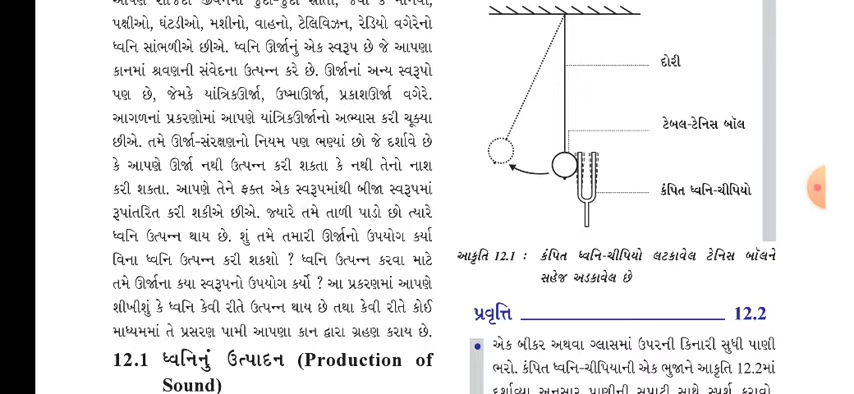 પક્ષીઓ, ઘંટડીઓ, મશીનો, વાહનો, ટેલિવિઝન, રેડિયો વગેરેનો
ધ્વનિ સાંભળીએ છીએ. ધ્વનિ ઊર્જાનું એક સ્વરૂપ છે જે આપણા
કાનમાં શ્રવણની સંવેદના ઉત્પન્ન કરે છે. ઊર્જાનાં અન્ય સ્વરૂપો
પણ છે, જેમકે યાંત્રિકઊર્જા, ઉષ્માઊર્જા, પ્રકાશઊર્જા વગેરે.
આગળનાં પ્રકરણોમાં આપણે યાંત્રિકઊર્જાનો અભ્યાસ કરી ચૂક્યા
છીએ. તમે ઊર્જા-સંરક્ષણનો નિયમ પણ ભણ્યાં છો જે દર્શાવે છે
કે આપણે ઊર્જા નથી ઉત્પન્ન કરી શકતા કે નથી તેનો નાશ
કરી શકતા. આપણે તેને ફક્ત એક સ્વરૂપમાંથી બીજા સ્વરૂપમાં
રૂપાંતરિત કરી શકીએ છીએ. જ્યારે તમે તાળી પાડો છો ત્યારે
ધ્વનિ ઉત્પન્ન થાય છે. શું તમે તમારી ઊર્જાનો ઉપયોગ કર્યા
વિના ધ્વનિ ઉત્પન્ન કરી શકશો ? ધ્વનિ ઉત્પન્ન કરવા માટે
તમે ઊર્જાના કયા સ્વરૂપનો ઉપયોગ કર્યો ? આ પ્રકરણમાં આપણે
શીખીશું કે ધ્વનિ કેવી રીતે ઉત્પન્ન થાય છે તથા કેવી રીતે કોઈ
માધ્યમમાં તે પ્રસરણ પામી આપણા કાન દ્વારા ગ્રહણ કરાય છે.
12.1 ધ્વનિનું ઉત્પાદન (Production of
Sound)
દોરી
ટેબલ-ટેનિસ બૉલ
કંપિત ધ્વનિ-ચીપિયો
આકૃતિ 12.1 : કંપિત ધ્વનિ-ચીપિયો લટકાવેલ ટેનિસ બૉલને
સહેજ અડકાવેલ છે
પ્રવૃત્તિ 12.2
• એક બીકર અથવા ગ્લાસમાં ઉપરની કિનારી સુધી પાણી
ભરો. કંપિત ધ્વનિ-ચીપિયાની એક ભુજાને આકૃતિ 12.2માં
દર્શાવ્યા અનુસાર પાણીની સપાટી સાથે સ્પર્શ કરાવો.